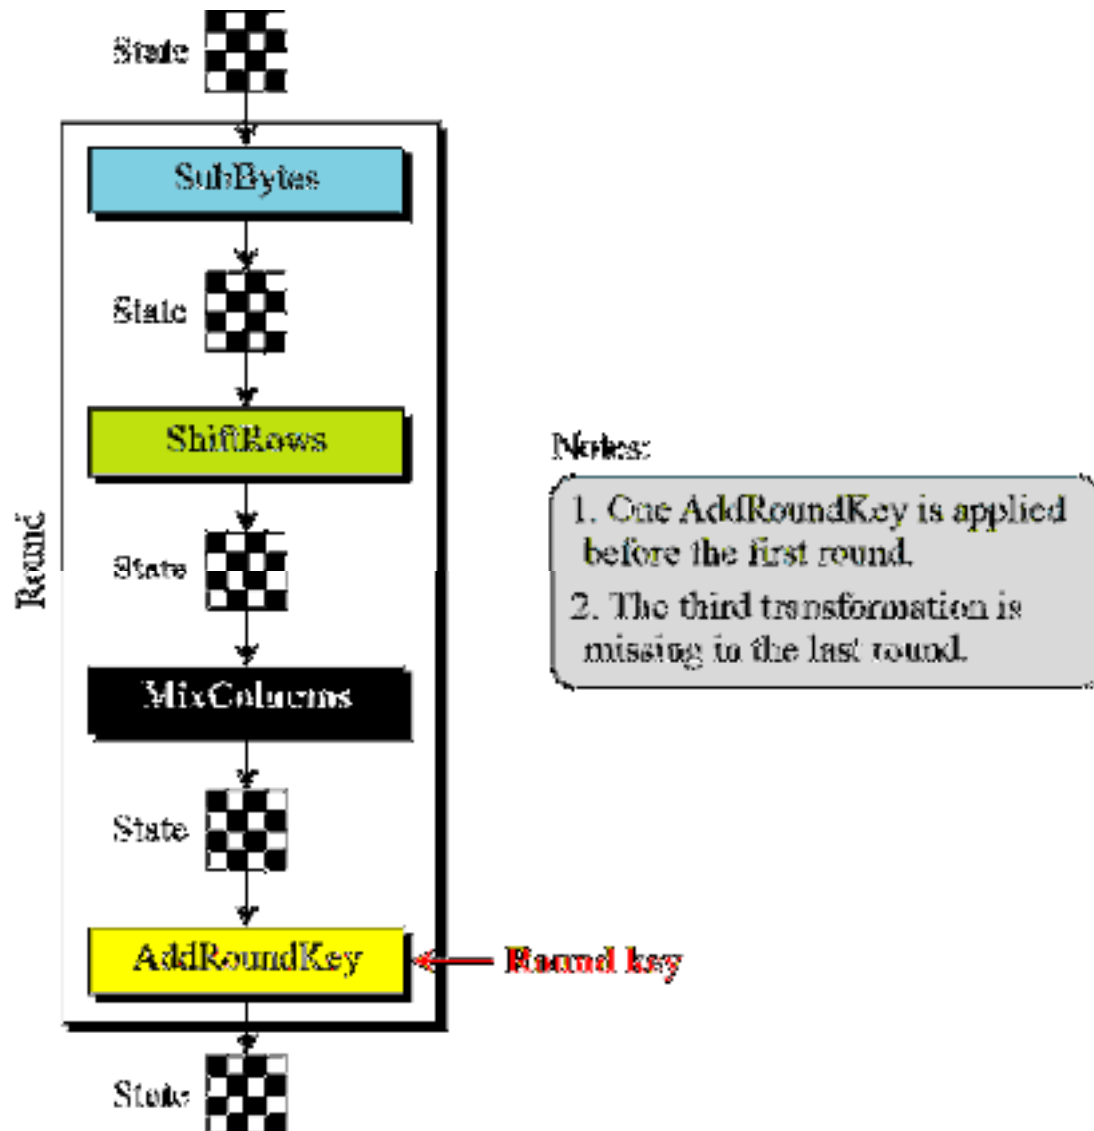 State
SubBytes
State
ShiftRows
State
MixColumns
State
AddRoundKey
Round key
State
Round
Notes:
1. One AddRoundKey is applied
before the first round.
2. The third transformation is
missing in the last round.